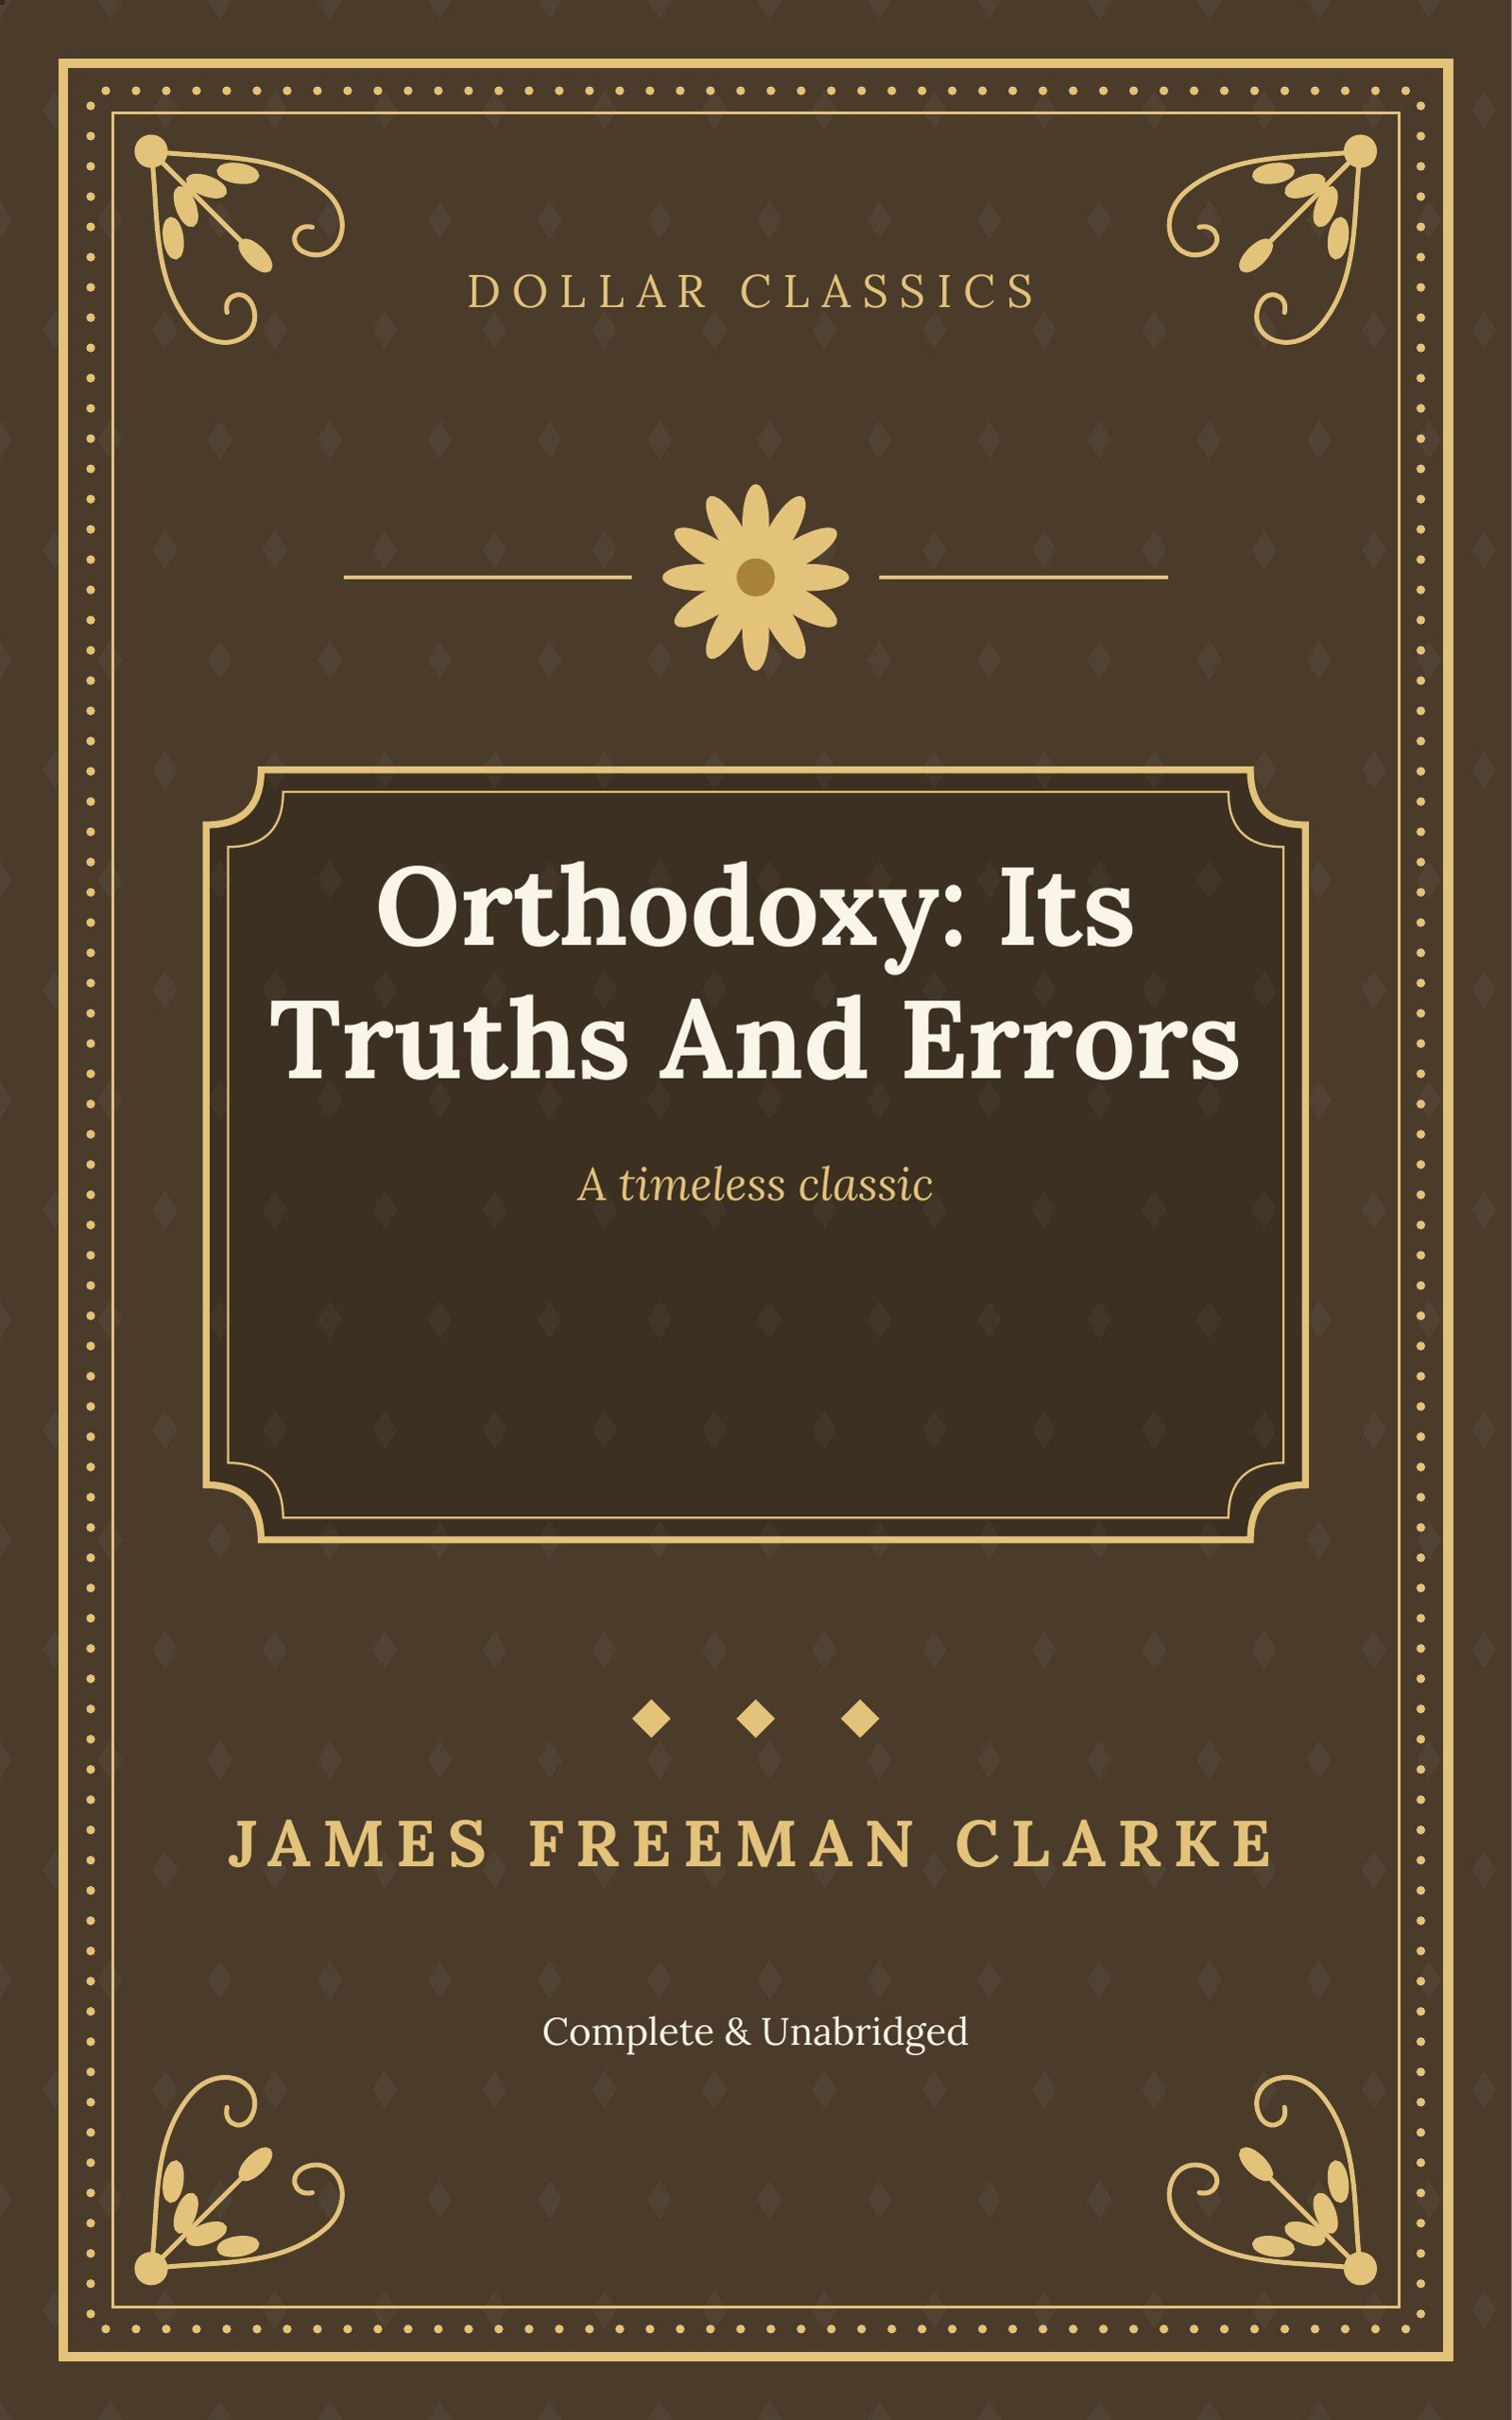 DOLLAR CLASSICS
Orthodoxy: Its
Truths And Errors
A timeless classic
JAMES FREEMAN CLARKE
Complete & Unabridged